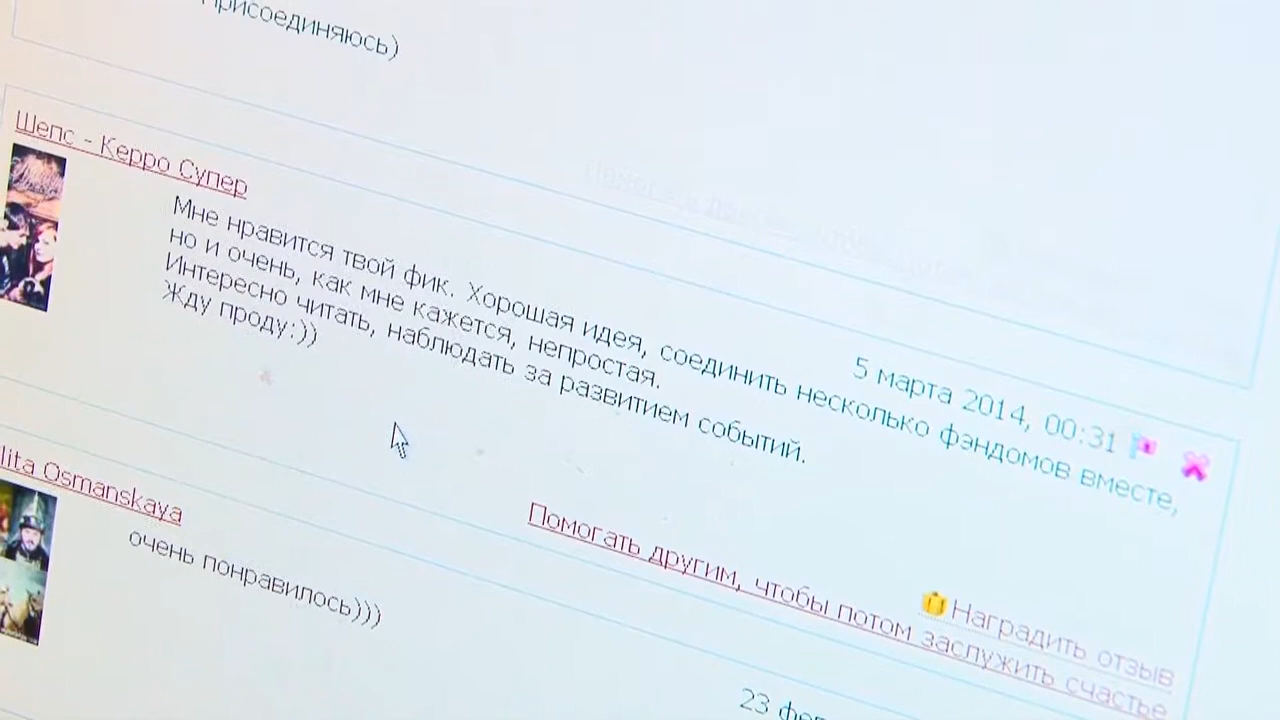 присоединяюсь)
Шепс - Керро Супер
Мне нравится твой фик. Хорошая идея, соединить несколько фэндомов вместе,
но и очень, как мне кажется, непростая.
Интересно читать, наблюдать за развитием событий.
Жду проду:))
5 марта 2014, 00:31
Наградить отзыв
Помогать другим, чтобы потом заслужить счастье
lita Osmanskaya
очень понравилось)))
23 фев